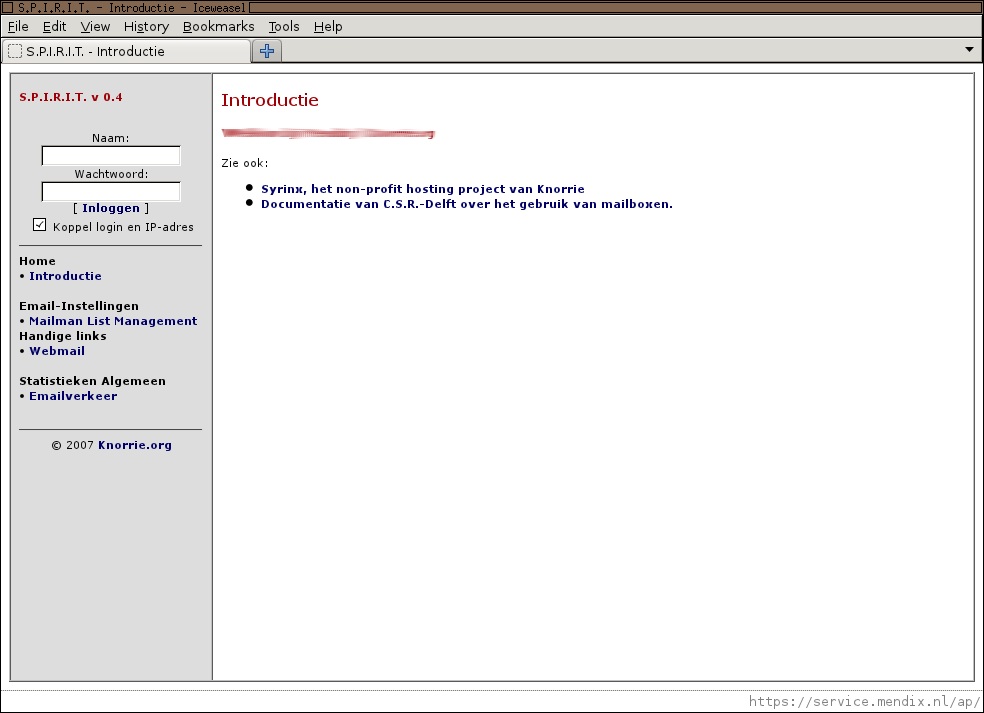 S.P.I.R.I.T. - Introductie - Iceweasel
File Edit View History Bookmarks Tools Help
S.P.I.R.I.T. - Introductie
S.P.I.R.I.T. v 0.4
Naam:
Wachtwoord:
[ Inloggen ]
Koppel login en IP-adres
Home
• Introductie
Email-Instellingen
• Mailman List Management
Handige links
• Webmail
Statistieken Algemeen
• Emailverkeer
© 2007 Knorrie.org
Introductie
Zie ook:
• Syrinx, het non-profit hosting project van Knorrie
• Documentatie van C.S.R.-Delft over het gebruik van mailboxen.
https://service.mendix.nl/ap/